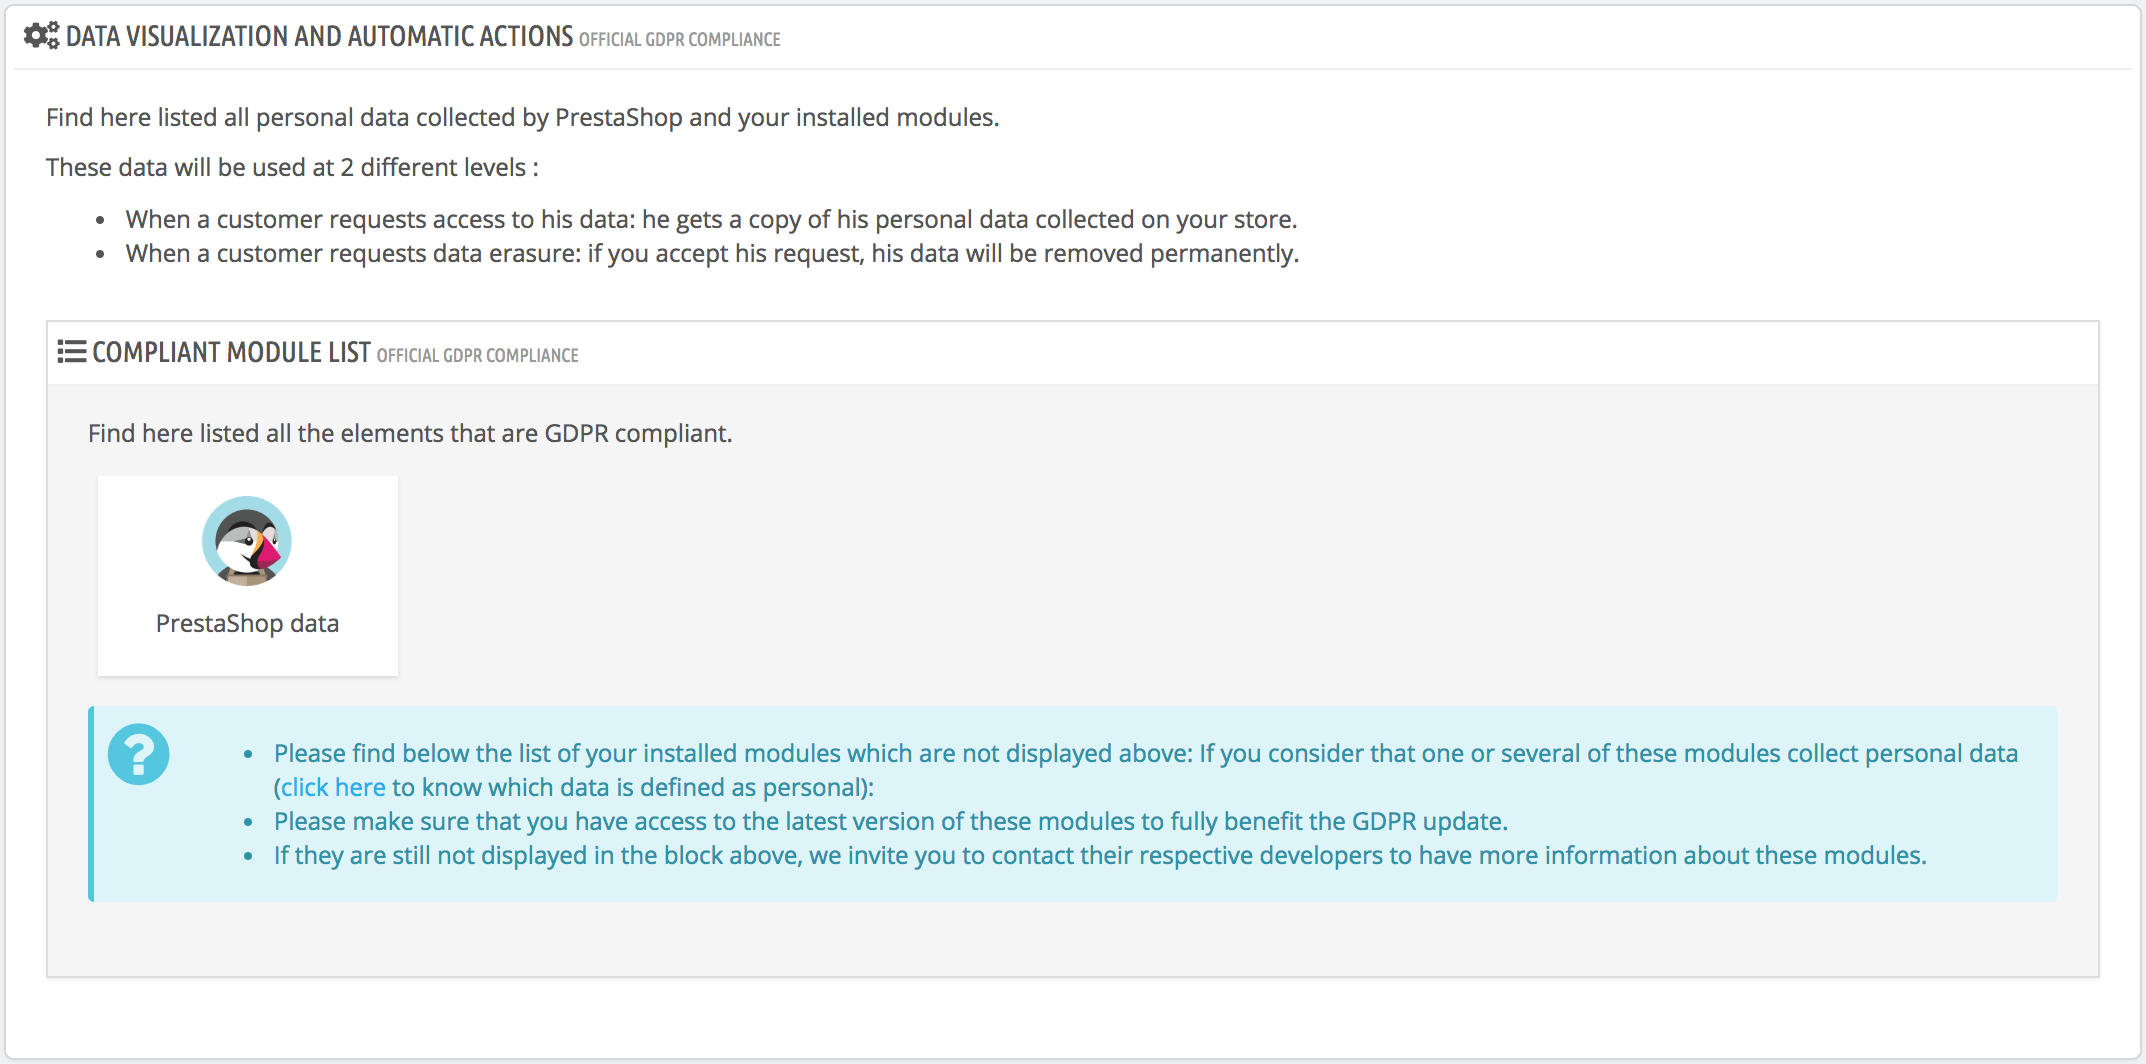 DATA VISUALIZATION AND AUTOMATIC ACTIONS OFFICIAL GDPR COMPLIANCE
Find here listed all personal data collected by PrestaShop and your installed modules.
These data will be used at 2 different levels :
• When a customer requests access to his data: he gets a copy of his personal data collected on your store.
• When a customer requests data erasure: if you accept his request, his data will be removed permanently.
COMPLIANT MODULE LIST OFFICIAL GDPR COMPLIANCE
Find here listed all the elements that are GDPR compliant.
PrestaShop data
?
• Please find below the list of your installed modules which are not displayed above: If you consider that one or several of these modules collect personal data
(click here to know which data is defined as personal):
• Please make sure that you have access to the latest version of these modules to fully benefit the GDPR update.
• If they are still not displayed in the block above, we invite you to contact their respective developers to have more information about these modules.